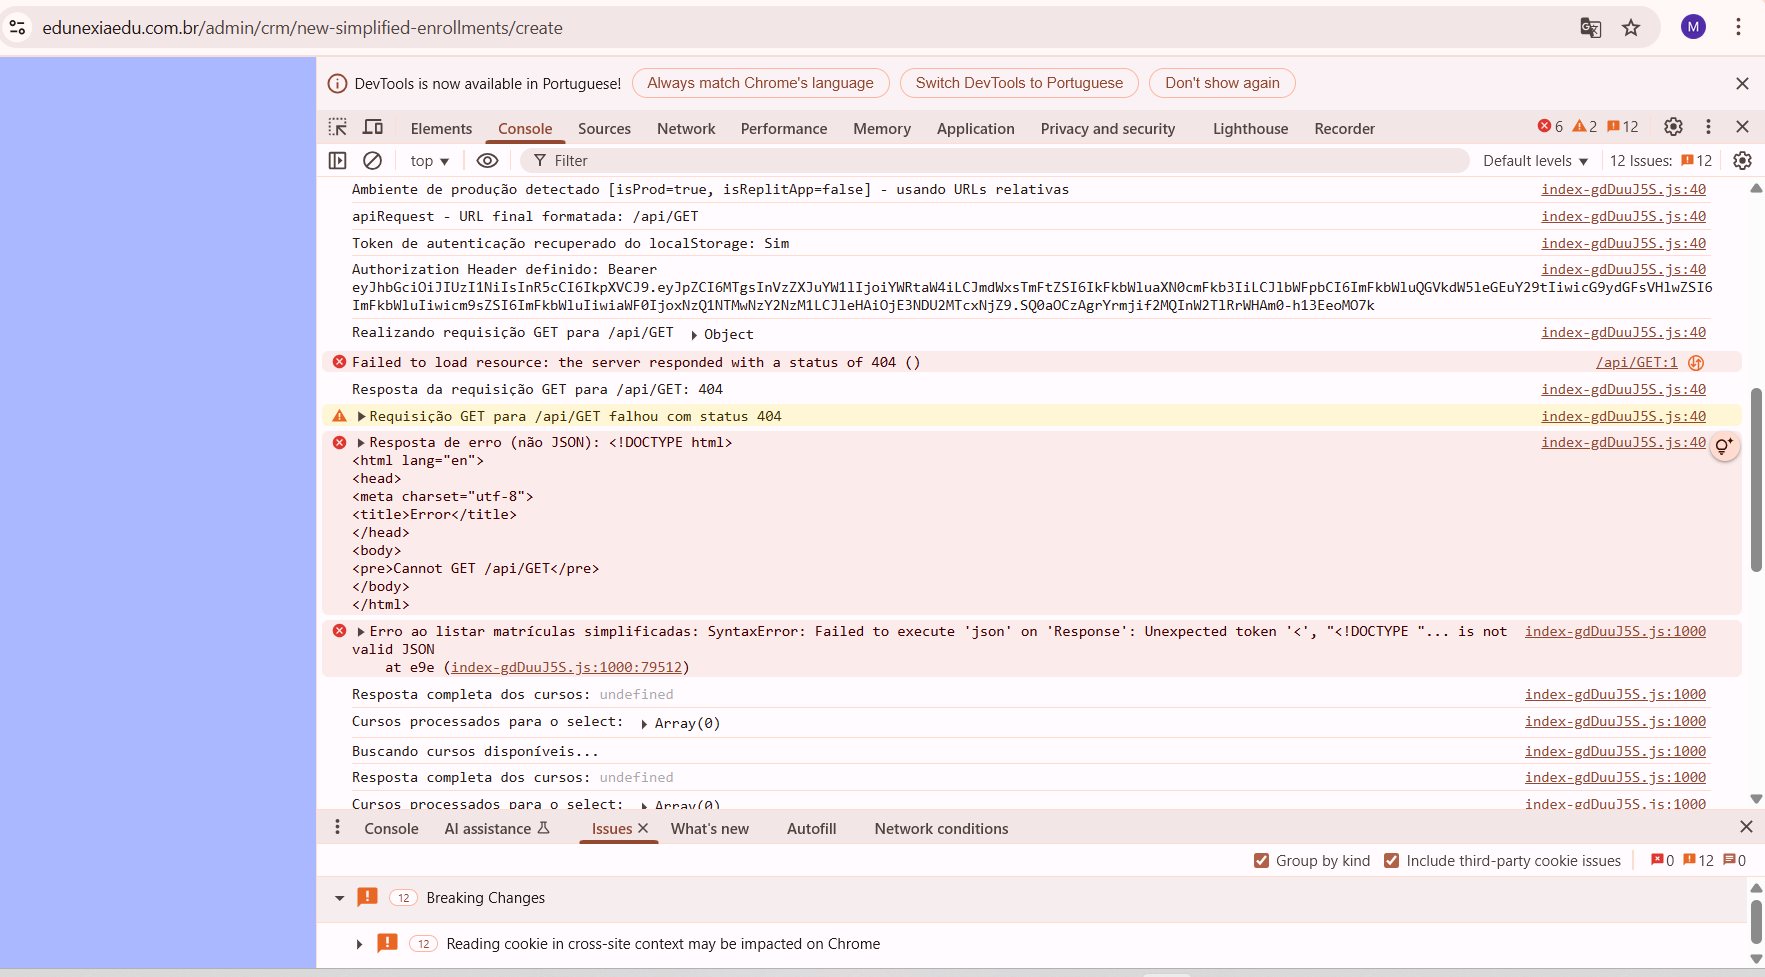 edunexiaedu.com.br/admin/crm/new-simplified-enrollments/create
M
DevTools is now available in Portuguese!
Always match Chrome's language
Switch DevTools to Portuguese
Don't show again
Elements Console Sources Network Performance Memory Application Privacy and security Lighthouse Recorder 6 2 12
top Filter Default levels 12 Issues: 12
Ambiente de produção detectado [isProd=true, isReplitApp=false] - usando URLs relativas index-gdDuuJ5S.js:40
apiRequest - URL final formatada: /api/GET index-gdDuuJ5S.js:40
Token de autenticação recuperado do localStorage: Sim index-gdDuuJ5S.js:40
Authorization Header definido: Bearer index-gdDuuJ5S.js:40
Realizando requisição GET para /api/GET Object index-gdDuuJ5S.js:40
Failed to load resource: the server responded with a status of 404 () /api/GET:1
Resposta da requisição GET para /api/GET: 404 index-gdDuuJ5S.js:40
Requisição GET para /api/GET falhou com status 404 index-gdDuuJ5S.js:40
Resposta de erro (não JSON): <!DOCTYPE html> index-gdDuuJ5S.js:40
<html lang="en">
<head>
<meta charset="utf-8">
<title>Error</title>
</head>
<body>
<pre>Cannot GET /api/GET</pre>
</body>
</html>
Erro ao listar matrículas simplificadas: SyntaxError: Failed to execute 'json' on 'Response': Unexpected token '<', "<!DOCTYPE "... is not index-gdDuuJ5S.js:1000
valid JSON
at e9e (index-gdDuuJ5S.js:1000:79512)
Resposta completa dos cursos: undefined index-gdDuuJ5S.js:1000
Cursos processados para o select: Array(0) index-gdDuuJ5S.js:1000
Buscando cursos disponíveis... index-gdDuuJ5S.js:1000
Resposta completa dos cursos: undefined index-gdDuuJ5S.js:1000
Cursos processados para o select: Array(0) index-gdDuuJ5S.js:1000
Console AI assistance Issues What's new Autofill Network conditions
Group by kind Include third-party cookie issues 0 12 0
12 Breaking Changes
12 Reading cookie in cross-site context may be impacted on Chrome